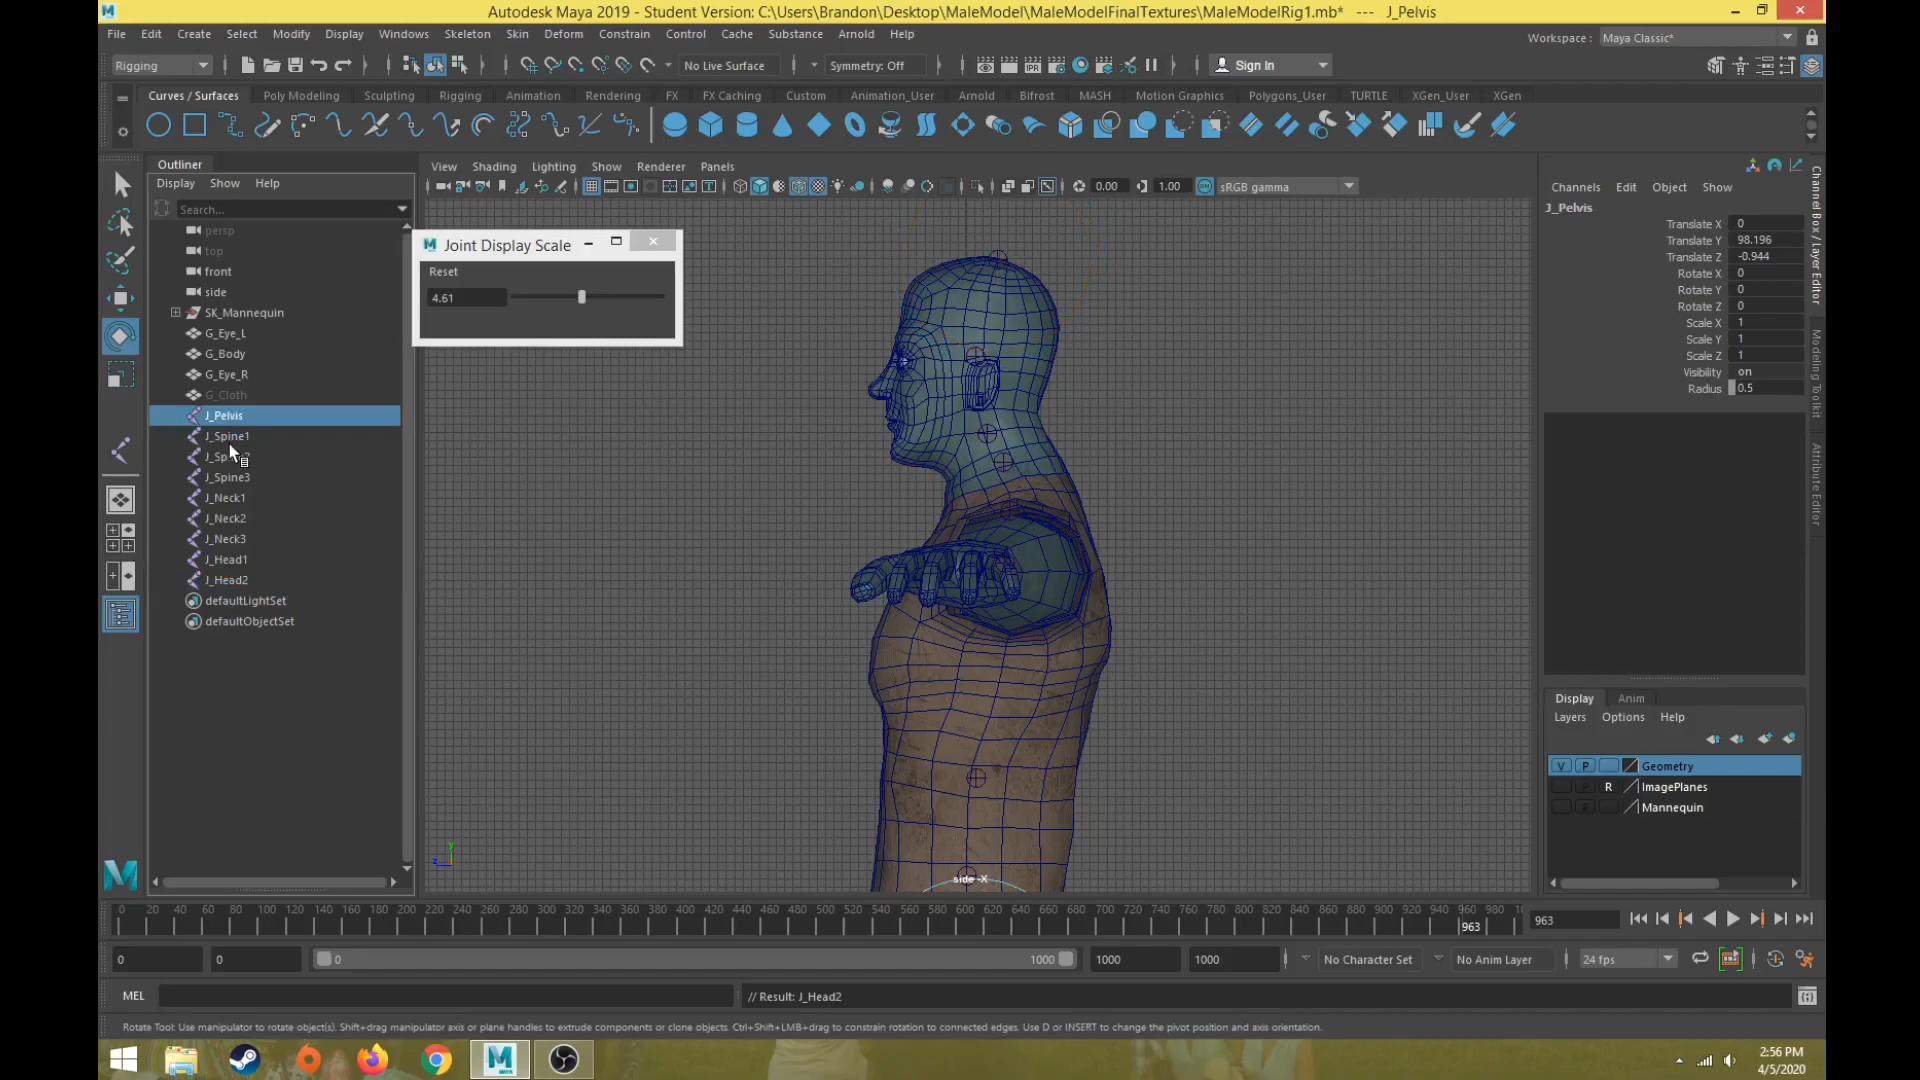 Autodesk Maya 2019 - Student Version: C:\Users\Brandon\Desktop\MaleModel\MaleModelFinalTextures\MaleModelRig1.mb* --- J_Pelvis
File Edit Create Select Modify Display Windows Skeleton Skin Deform Constrain Control Cache Substance Arnold Help
Workspace : Maya Classic*
Rigging No Live Surface Symmetry: Off Sign In
Curves / Surfaces Poly Modeling Sculpting Rigging Animation Rendering FX FX Caching Custom Animation_User Arnold Bifrost MASH Motion Graphics Polygons_User TURTLE XGen_User XGen
Outliner
Display Show Help
Search...
persp
top
front
side
SK_Mannequin
G_Eye_L
G_Body
G_Eye_R
G_Cloth
J_Pelvis
J_Spine1
J_Spine3
J_Neck1
J_Neck2
J_Neck3
J_Head1
J_Head2
defaultLightSet
defaultObjectSet
View Shading Lighting Show Renderer Panels
0.00 1.00 sRGB gamma
Joint Display Scale
Reset
4.61
side -X
y
z
Channels Edit Object Show
J_Pelvis
Translate X 0
Translate Y 98.196
Translate Z -0.944
Rotate X 0
Rotate Y 0
Rotate Z 0
Scale X 1
Scale Y 1
Scale Z 1
Visibility on
Radius 0.5
Channel Box / Layer Editor
Modeling Toolkit
Attribute Editor
Display Anim
Layers Options Help
V P Geometry
P R ImagePlanes
P Mannequin
0 20 40 60 80 100 120 140 160 180 200 220 240 260 280 300 320 340 360 380 400 420 440 460 480 500 520 540 560 580 600 620 640 660 680 700 720 740 760 780 800 820 840 860 880 900 920 940 960 980
963
963
0 0 0 1000 1000 1000 No Character Set No Anim Layer 24 fps
MEL // Result: J_Head2
Rotate Tool: Use manipulator to rotate object(s). Shift+drag manipulator axis or plane handles to extrude components or clone objects. Ctrl+Shift+LMB+drag to constrain rotation to connected edges. Use D or INSERT to change the pivot position and axis orientation.
2:56 PM
4/5/2020